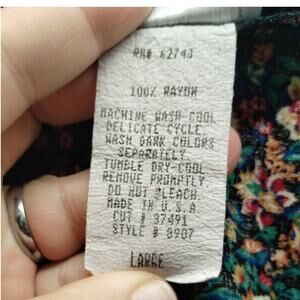 RN# 62743
100% RAYON
MACHINE WASH COOL
DELICATE CYCLE.
WASH DARK COLORS
SEPARATELY.
TUMBLE DRY-COOL
REMOVE PROMPTLY.
DO NOT BLEACH.
MADE IN U.S.A
CUT # 37491
STYLE # 8907
LARGE